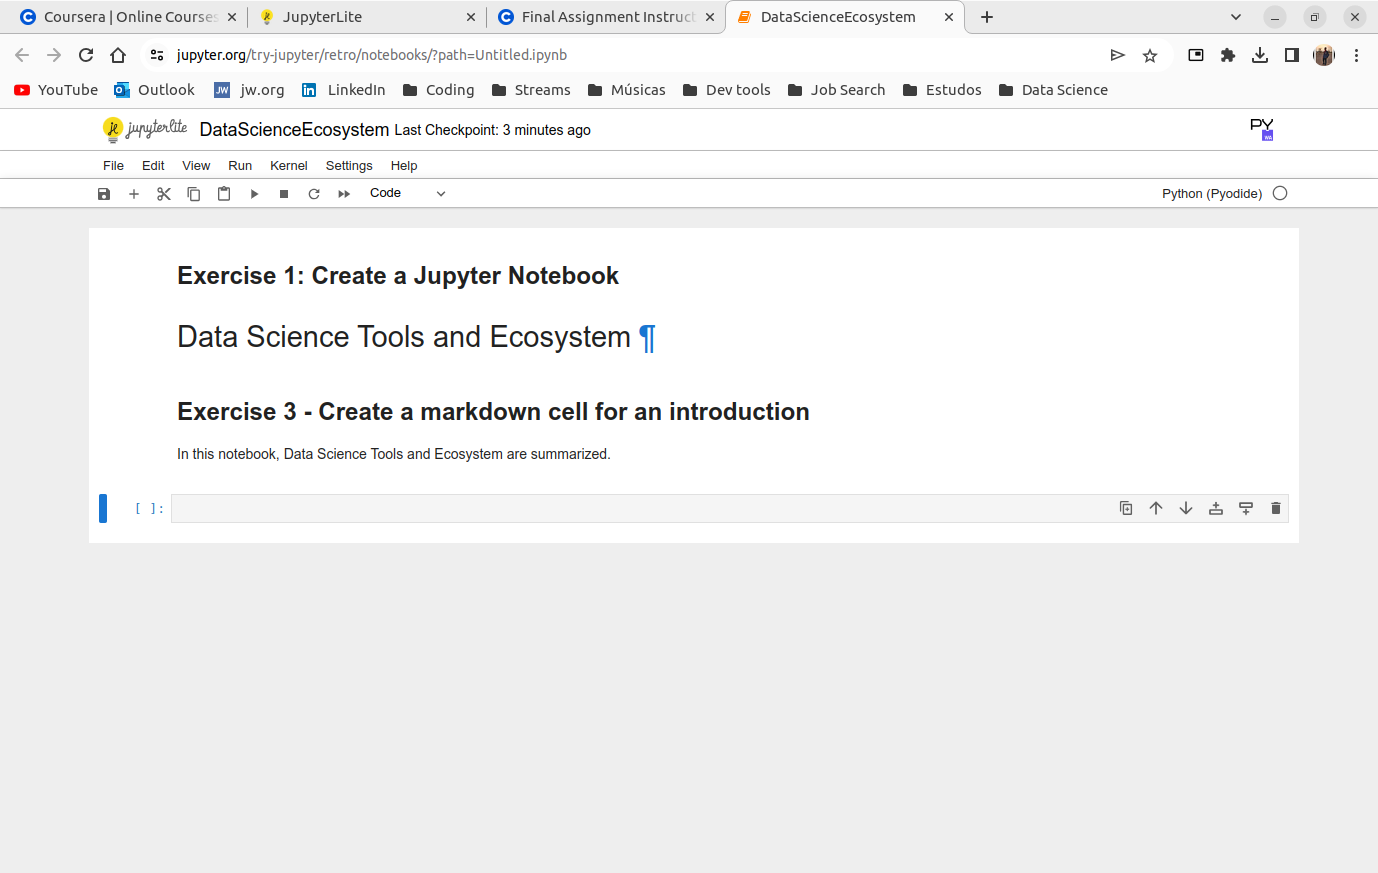 Coursera | Online Courses
JupyterLite
Final Assignment Instruct
DataScienceEcosystem
jupyter.org/try-jupyter/retro/notebooks/?path=Untitled.ipynb
YouTube Outlook JW jw.org in LinkedIn Coding Streams Músicas Dev tools Job Search Estudos Data Science
jupyterlite DataScienceEcosystem Last Checkpoint: 3 minutes ago PY WA
File Edit View Run Kernel Settings Help
Code Python (Pyodide)
Exercise 1: Create a Jupyter Notebook
Data Science Tools and Ecosystem ¶
Exercise 3 - Create a markdown cell for an introduction
In this notebook, Data Science Tools and Ecosystem are summarized.
[ ]: